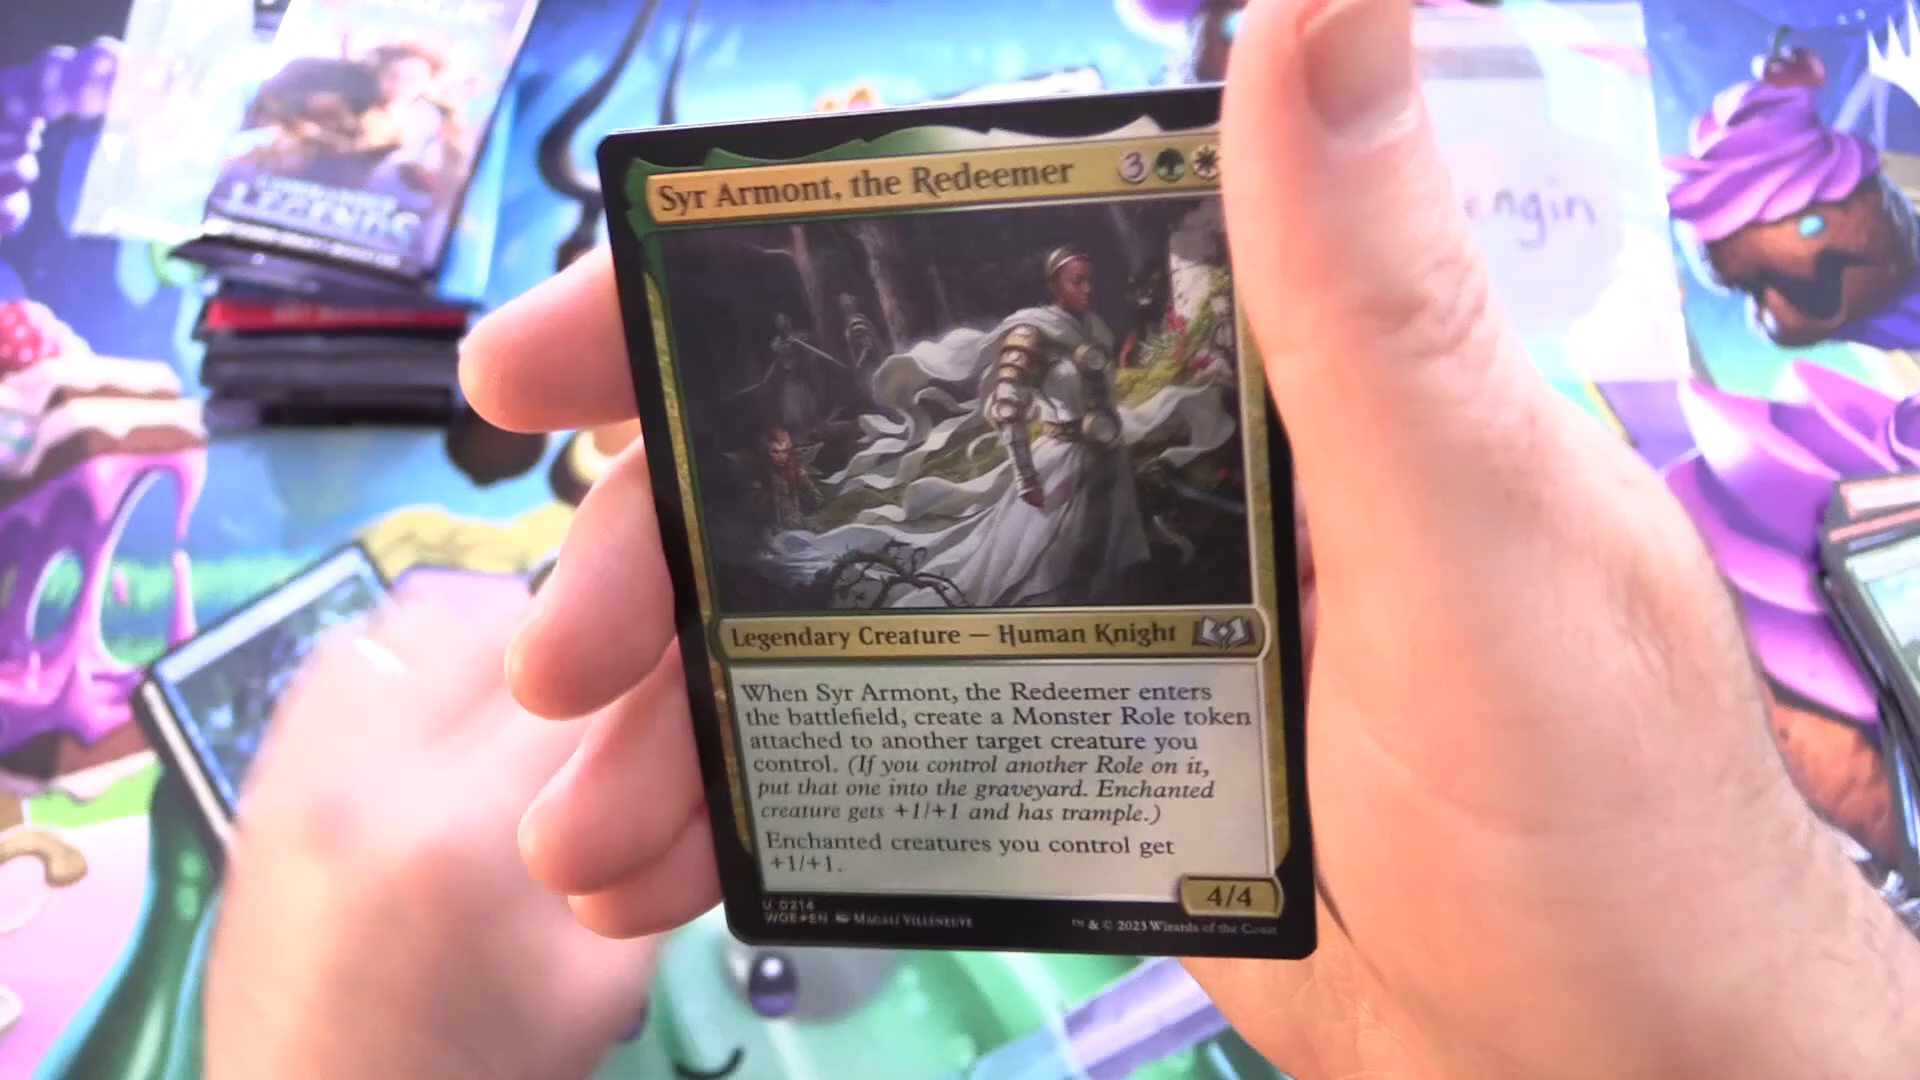 COMMANDER
LEGENDS
engin
Syr Armont, the Redeemer 3
Legendary Creature — Human Knight
When Syr Armont, the Redeemer enters
the battlefield, create a Monster Role token
attached to another target creature you
control. (If you control another Role on it,
put that one into the graveyard. Enchanted
creature gets +1/+1 and has trample.)
Enchanted creatures you control get
+1/+1.
4/4
U 0214
WOE★EN Magali Villeneuve
™ & © 2023 Wizards of the Coast